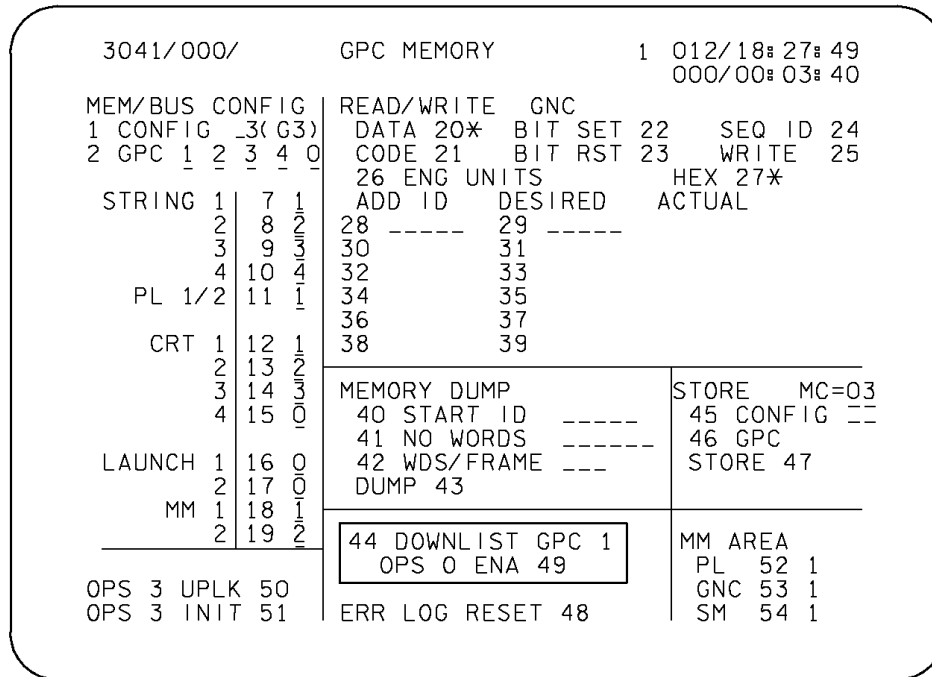 3041/000/ GPC MEMORY 1 012/18:27:49
000/00:03:40
MEM/BUS CONFIG READ/WRITE GNC
1 CONFIG _3(G3) DATA 20* BIT SET 22 SEQ ID 24
2 GPC 1 2 3 4 0 CODE 21 BIT RST 23 WRITE 25
26 ENG UNITS HEX 27*
STRING 1 7 1 ADD ID DESIRED ACTUAL
2 8 2 28 _____ 29 _____
3 9 3 30 31
4 10 4 32 33
PL 1/2 11 1 34 35
36 37
CRT 1 12 1 38 39
2 13 2
3 14 3 MEMORY DUMP STORE MC=03
4 15 0 40 START ID _____ 45 CONFIG __
41 NO WORDS ______ 46 GPC
LAUNCH 1 16 0 42 WDS/FRAME ___ STORE 47
2 17 0 DUMP 43
MM 1 18 1
2 19 2 44 DOWNLIST GPC 1 MM AREA
OPS 0 ENA 49 PL 52 1
OPS 3 UPLK 50 GNC 53 1
OPS 3 INIT 51 ERR LOG RESET 48 SM 54 1